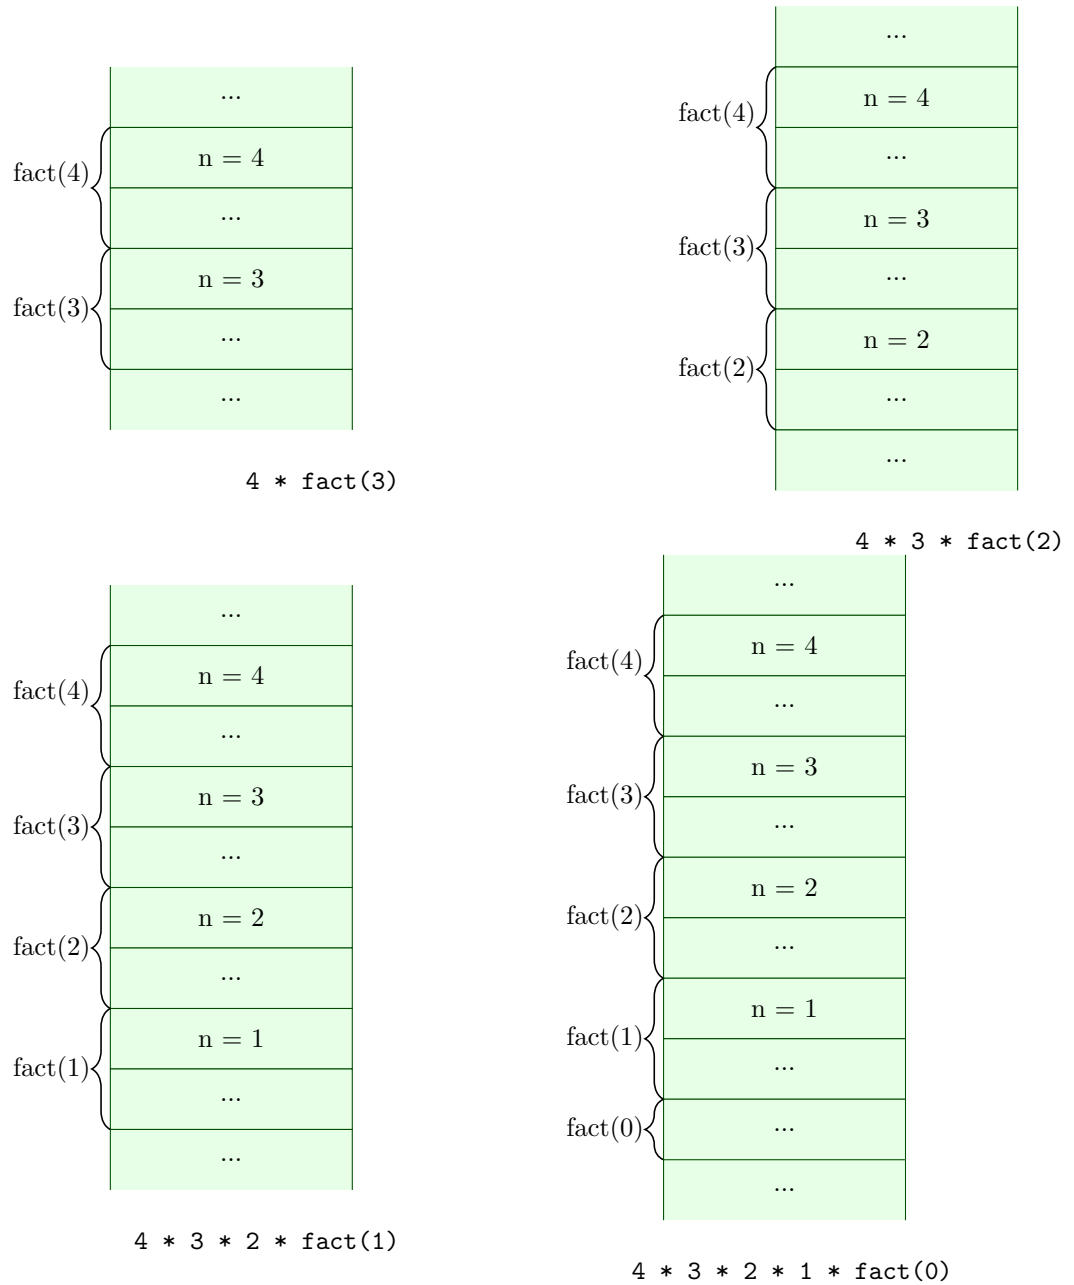 ...
fact(4)
n = 4
...
fact(3)
n = 3
...
...
4 * fact(3)
...
fact(4)
n = 4
...
fact(3)
n = 3
...
fact(2)
n = 2
...
...
4 * 3 * fact(2)
...
fact(4)
n = 4
...
fact(3)
n = 3
...
fact(2)
n = 2
...
fact(1)
n = 1
...
...
4 * 3 * 2 * fact(1)
...
fact(4)
n = 4
...
fact(3)
n = 3
...
fact(2)
n = 2
...
fact(1)
n = 1
...
fact(0)
...
...
4 * 3 * 2 * 1 * fact(0)